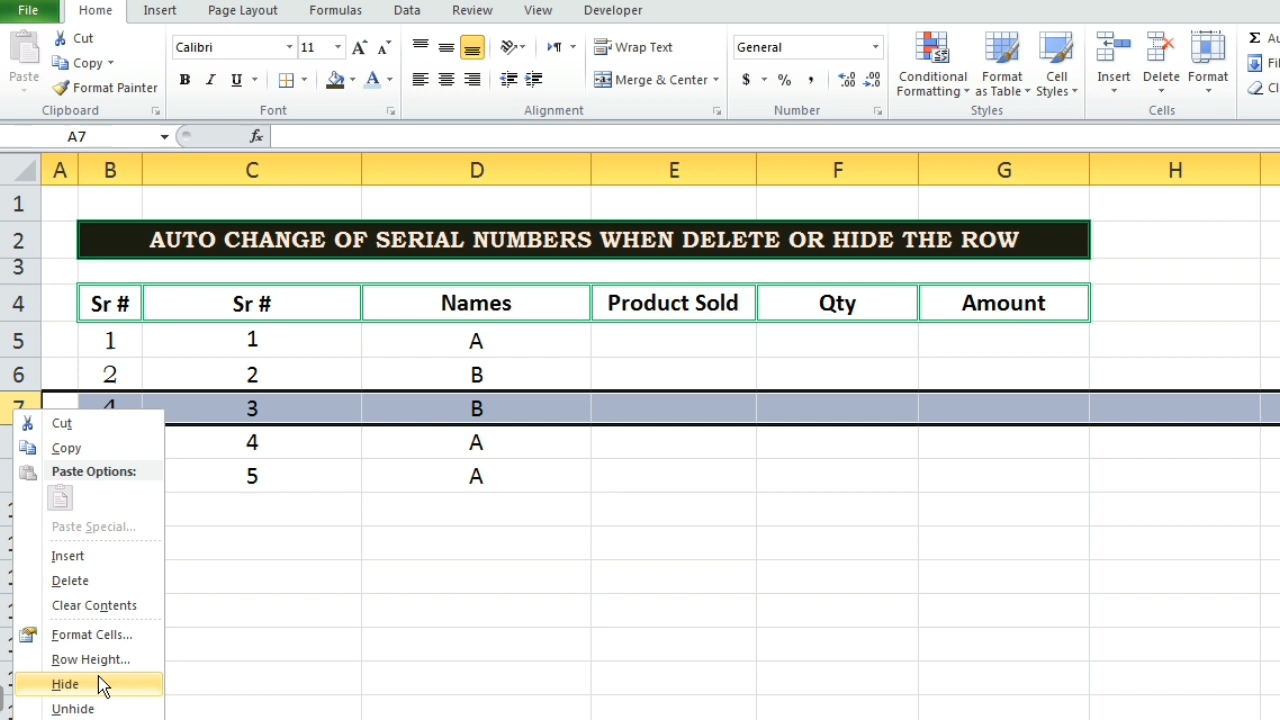 File Home Insert Page Layout Formulas Data Review View Developer
Cut
Copy
Format Painter
Paste
Clipboard
Calibri 11
B I U
Font
Wrap Text
Merge & Center
Alignment
General
$ % ,
Number
Conditional Formatting
Format as Table
Cell Styles
Styles
Insert Delete Format
Cells
A7 fx
A B C D E F G H
1
2 AUTO CHANGE OF SERIAL NUMBERS WHEN DELETE OR HIDE THE ROW
3
4 Sr # Sr # Names Product Sold Qty Amount
5 1 1 A
6 2 2 B
7 4 3 B
4 A
5 A
Cut
Copy
Paste Options:
Paste Special...
Insert
Delete
Clear Contents
Format Cells...
Row Height...
Hide
Unhide